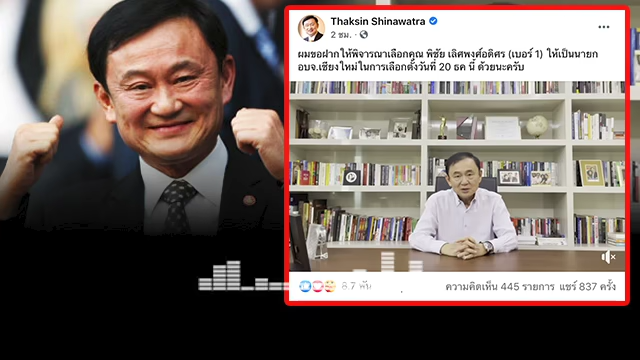 Thaksin Shinawatra
2 ชม.
ผมขอฝากให้พิจารณาเลือกคุณ พิชัย เลิศพงศ์อดิศร (เบอร์ 1) ให้เป็นนายก
อบจ.เชียงใหม่ในการเลือกตั้งวันที่ 20 ธค นี้ ด้วยนะครับ
8.7 พัน ความคิดเห็น 445 รายการ แชร์ 837 ครั้ง